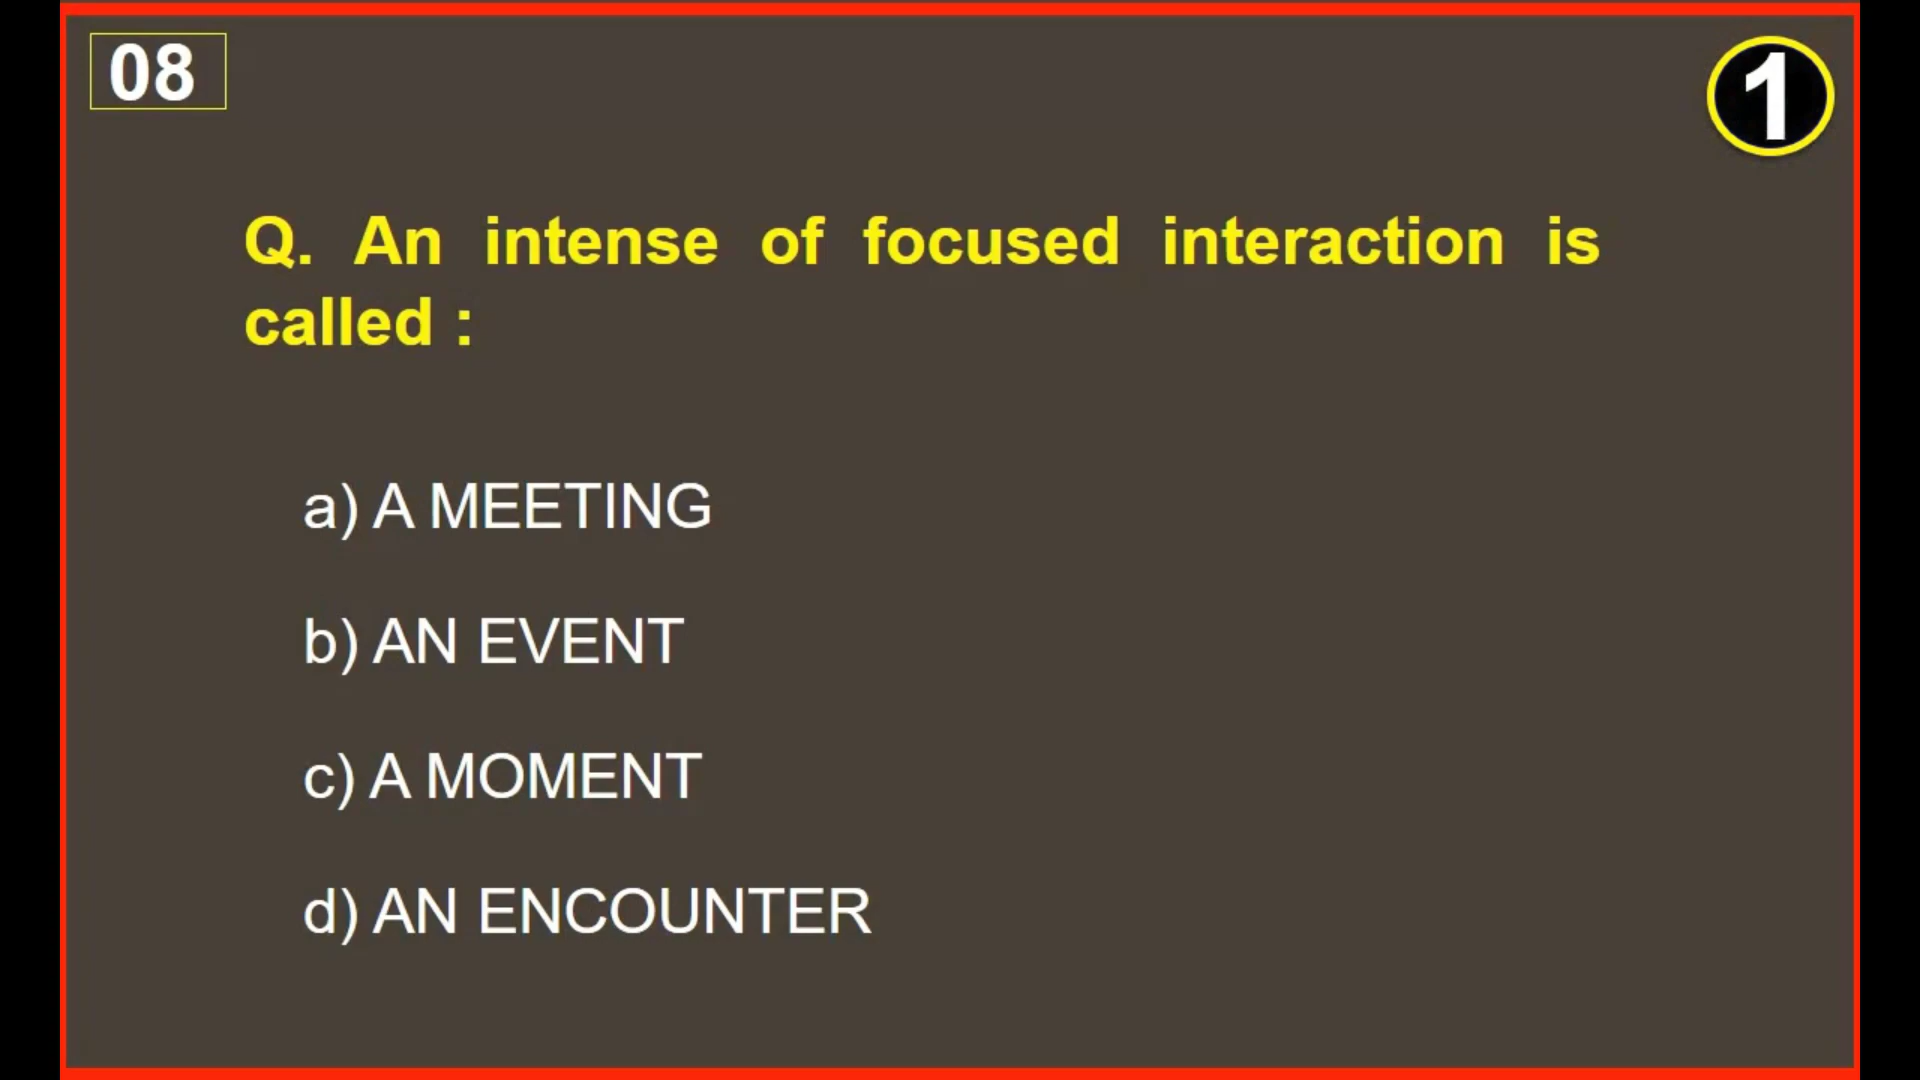 08
1
Q. An intense of focused interaction is
called :
a) A MEETING
b) AN EVENT
c) A MOMENT
d) AN ENCOUNTER